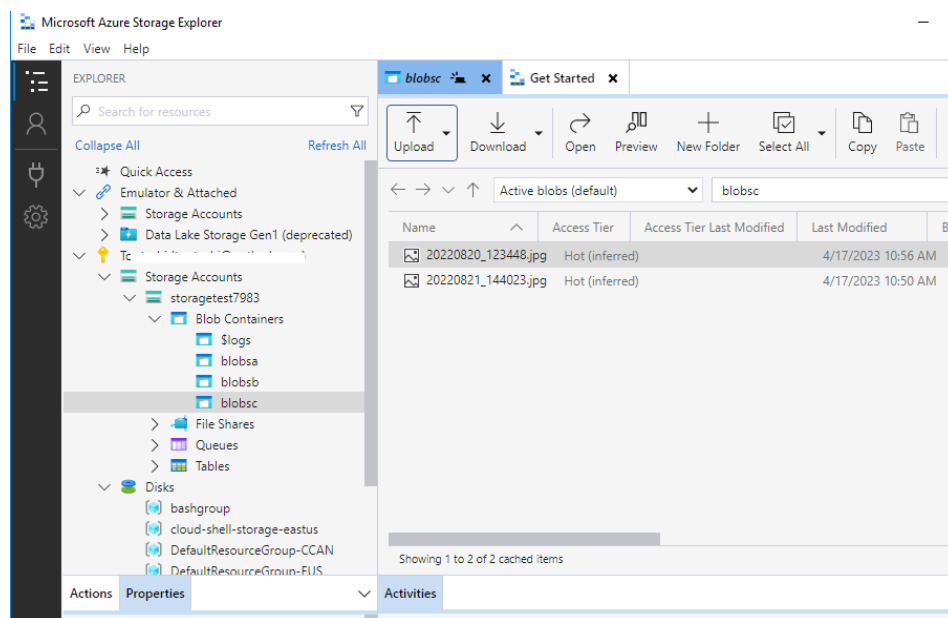 Microsoft Azure Storage Explorer
File Edit View Help
EXPLORER
Search for resources
Collapse All Refresh All
Quick Access
Emulator & Attached
Storage Accounts
Data Lake Storage Gen1 (deprecated)
Storage Accounts
storagetest7983
Blob Containers
$logs
blobsa
blobsb
blobsc
File Shares
Queues
Tables
Disks
bashgroup
cloud-shell-storage-eastus
DefaultResourceGroup-CCAN
DefaultResourceGroup-EUS
Actions Properties
blobsc Get Started
Upload Download Open Preview New Folder Select All Copy Paste
Active blobs (default) blobsc
Name Access Tier Access Tier Last Modified Last Modified B
20220820_123448.jpg Hot (inferred) 4/17/2023 10:56 AM
20220821_144023.jpg Hot (inferred) 4/17/2023 10:50 AM
Showing 1 to 2 of 2 cached items
Activities